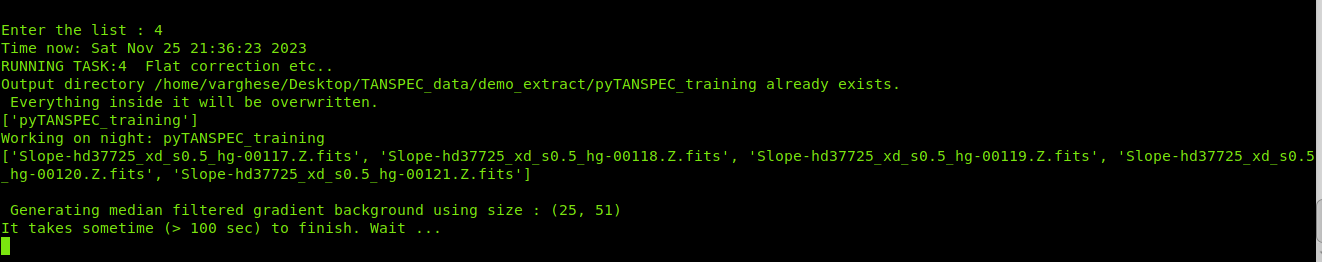 Enter the list : 4
Time now: Sat Nov 25 21:36:23 2023
RUNNING TASK:4  Flat correction etc..
Output directory /home/varghese/Desktop/TANSPEC_data/demo_extract/pyTANSPEC_training already exists.
 Everything inside it will be overwritten.
['pyTANSPEC_training']
Working on night: pyTANSPEC_training
['Slope-hd37725_xd_s0.5_hg-00117.Z.fits', 'Slope-hd37725_xd_s0.5_hg-00118.Z.fits', 'Slope-hd37725_xd_s0.5_hg-00119.Z.fits', 'Slope-hd37725_xd_s0.5
_hg-00120.Z.fits', 'Slope-hd37725_xd_s0.5_hg-00121.Z.fits']
 Generating median filtered gradient background using size : (25, 51)
It takes sometime (> 100 sec) to finish. Wait ...